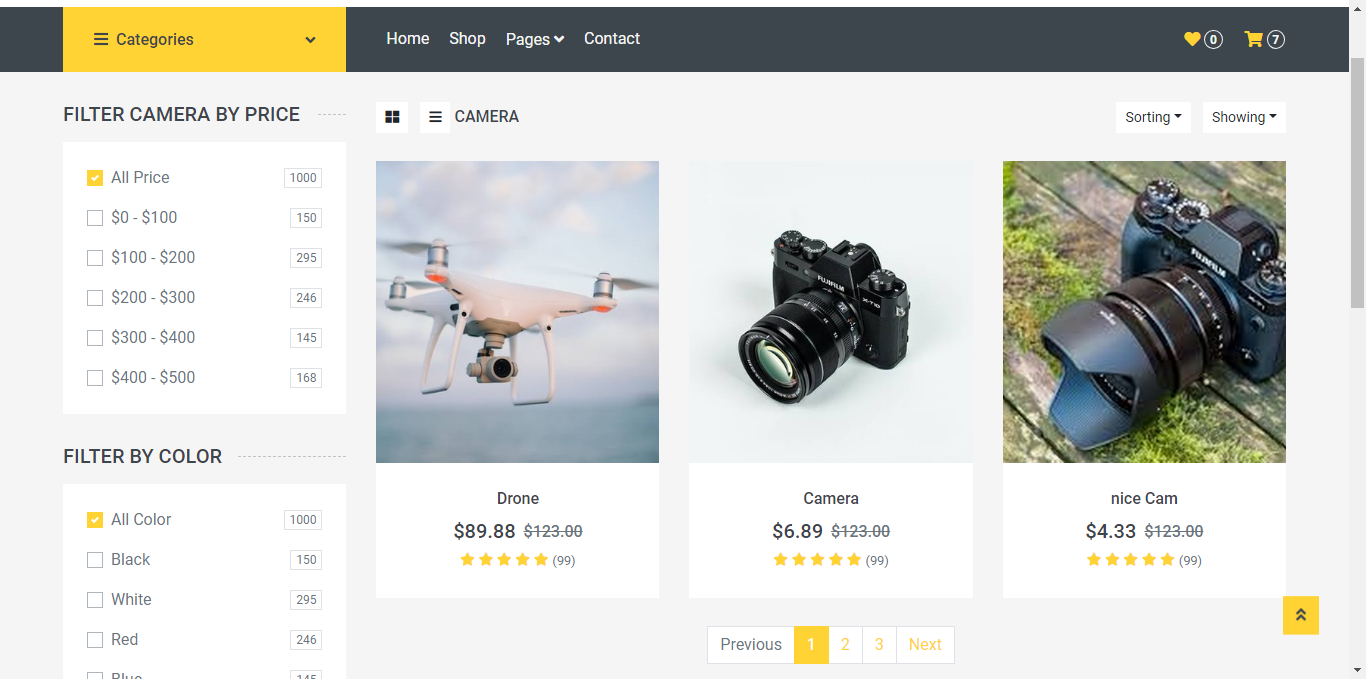 Categories
Home Shop Pages Contact
0 7
FILTER CAMERA BY PRICE
All Price 1000
$0 - $100 150
$100 - $200 295
$200 - $300 246
$300 - $400 145
$400 - $500 168
FILTER BY COLOR
All Color 1000
Black 150
White 295
Red 246
Blue 145
CAMERA
Sorting Showing
FUJIFILM
X-T10
FUJIFILM
Drone
$89.88 $123.00
(99)
Camera
$6.89 $123.00
(99)
nice Cam
$4.33 $123.00
(99)
Previous 1 2 3 Next